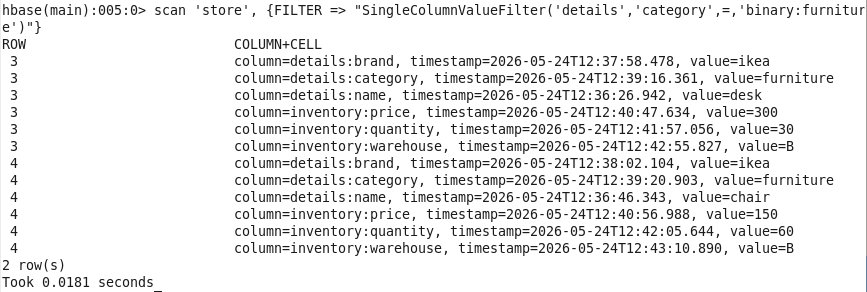 hbase(main):005:0> scan 'store', {FILTER => "SingleColumnValueFilter('details','category',=,'binary:furnitur
e')"}
ROW                          COLUMN+CELL
 3                           column=details:brand, timestamp=2026-05-24T12:37:58.478, value=ikea
 3                           column=details:category, timestamp=2026-05-24T12:39:16.361, value=furniture
 3                           column=details:name, timestamp=2026-05-24T12:36:26.942, value=desk
 3                           column=inventory:price, timestamp=2026-05-24T12:40:47.634, value=300
 3                           column=inventory:quantity, timestamp=2026-05-24T12:41:57.056, value=30
 3                           column=inventory:warehouse, timestamp=2026-05-24T12:42:55.827, value=B
 4                           column=details:brand, timestamp=2026-05-24T12:38:02.104, value=ikea
 4                           column=details:category, timestamp=2026-05-24T12:39:20.903, value=furniture
 4                           column=details:name, timestamp=2026-05-24T12:36:46.343, value=chair
 4                           column=inventory:price, timestamp=2026-05-24T12:40:56.988, value=150
 4                           column=inventory:quantity, timestamp=2026-05-24T12:42:05.644, value=60
 4                           column=inventory:warehouse, timestamp=2026-05-24T12:43:10.890, value=B
2 row(s)
Took 0.0181 seconds_